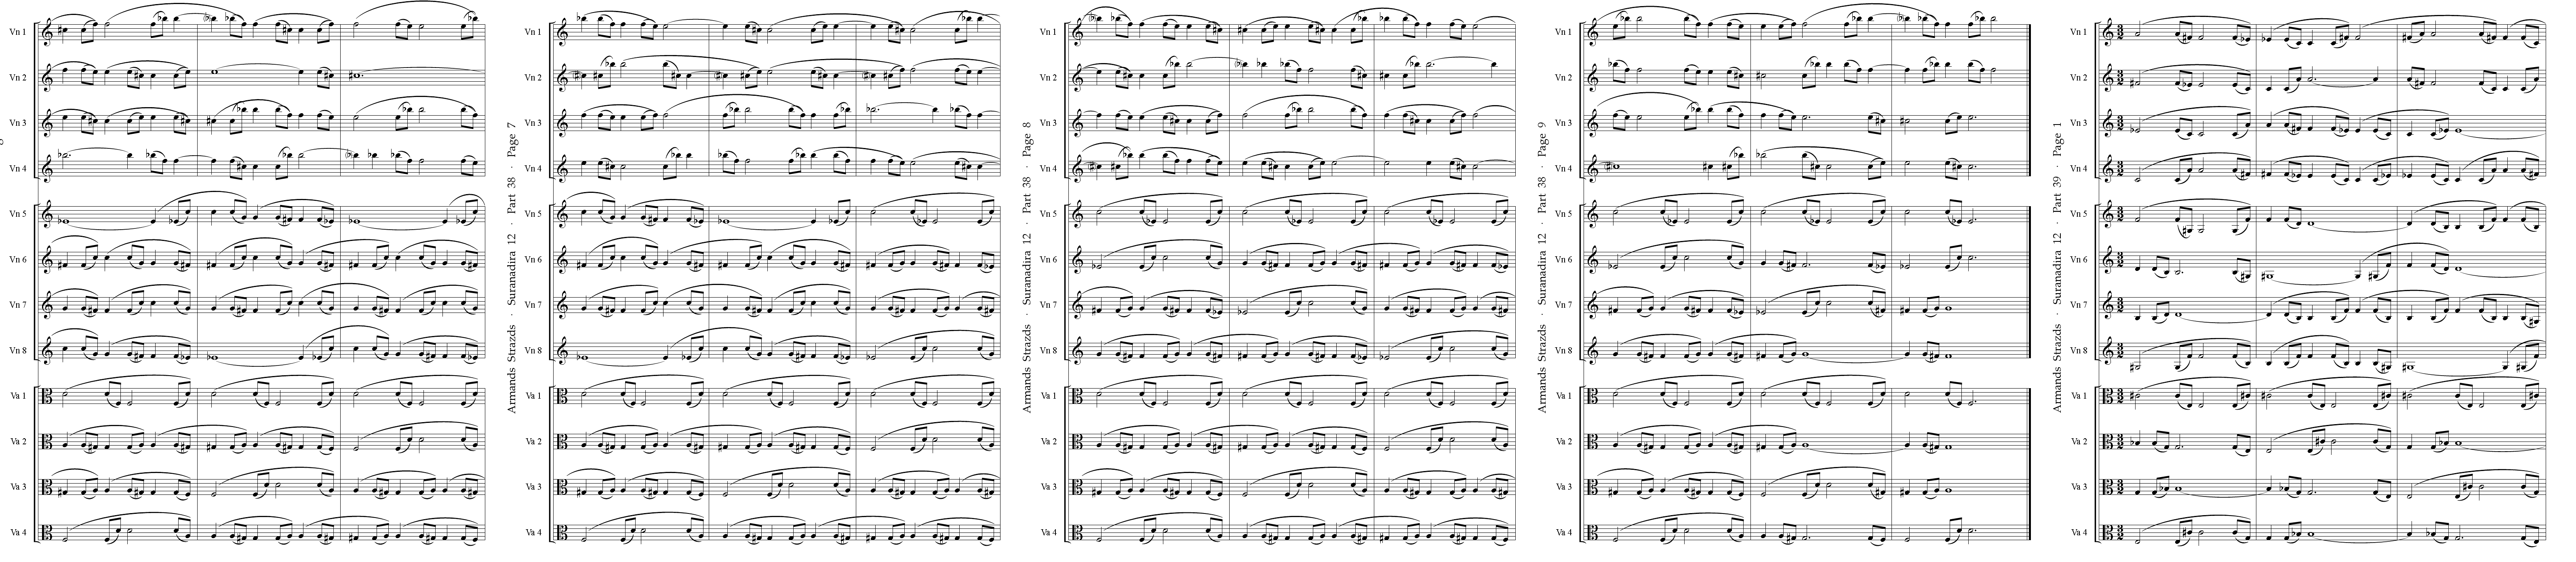 Vn 1
Vn 2
Vn 3
Vn 4
Vn 5
Vn 6
Vn 7
Vn 8
Va 1
Va 2
Va 3
Va 4
Armands Strazds · Suranadira 12 · Part 38 · Page 7
Vn 1
Vn 2
Vn 3
Vn 4
Vn 5
Vn 6
Vn 7
Vn 8
Va 1
Va 2
Va 3
Va 4
Armands Strazds · Suranadira 12 · Part 38 · Page 8
Vn 1
Vn 2
Vn 3
Vn 4
Vn 5
Vn 6
Vn 7
Vn 8
Va 1
Va 2
Va 3
Va 4
Armands Strazds · Suranadira 12 · Part 38 · Page 9
Vn 1
Vn 2
Vn 3
Vn 4
Vn 5
Vn 6
Vn 7
Vn 8
Va 1
Va 2
Va 3
Va 4
Armands Strazds · Suranadira 12 · Part 39 · Page 1
Vn 1
Vn 2
Vn 3
Vn 4
Vn 5
Vn 6
Vn 7
Vn 8
Va 1
Va 2
Va 3
Va 4